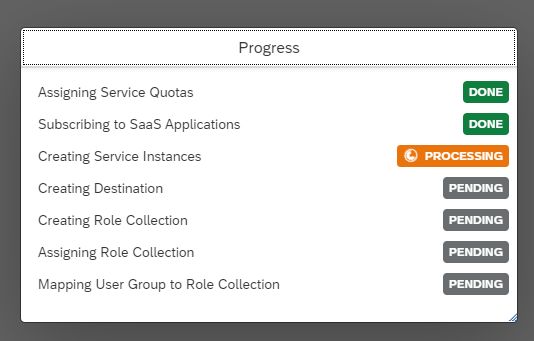 Progress
Assigning Service Quotas DONE
Subscribing to SaaS Applications DONE
Creating Service Instances PROCESSING
Creating Destination PENDING
Creating Role Collection PENDING
Assigning Role Collection PENDING
Mapping User Group to Role Collection PENDING